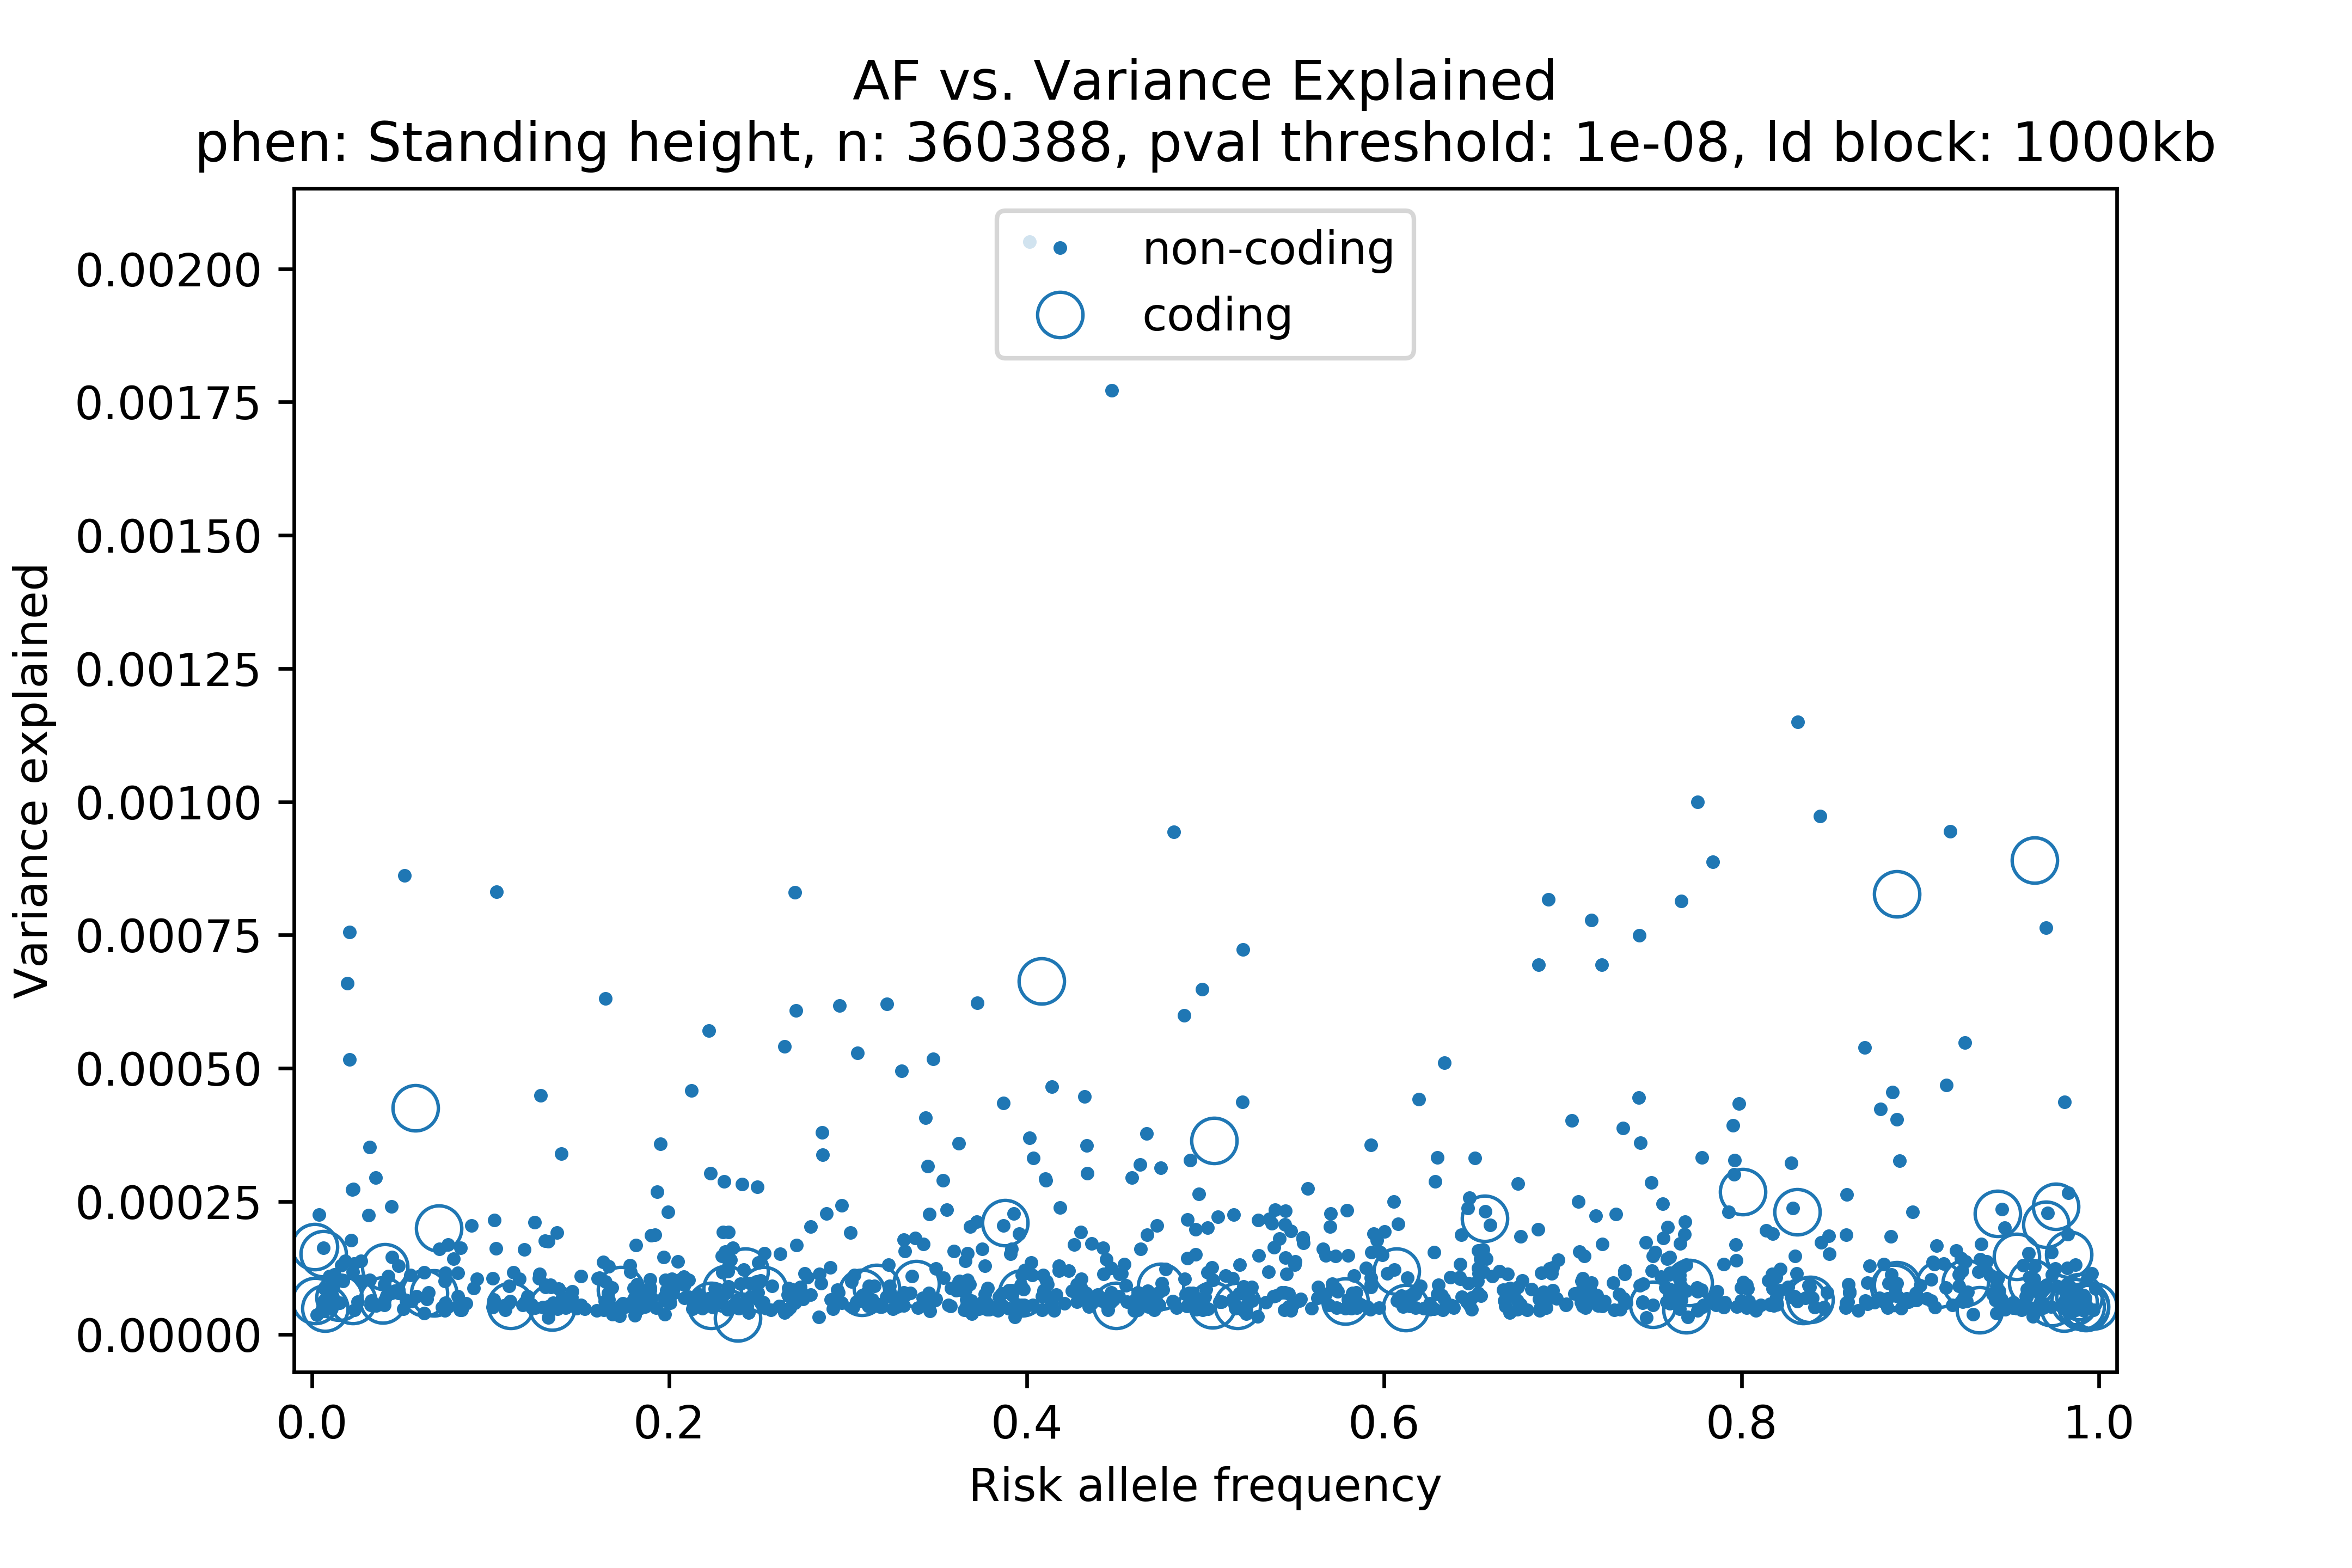 AF vs. Variance Explained
phen: Standing height, n: 360388, pval threshold: 1e-08, ld block: 1000kb
non-coding
coding
0.00200
0.00175
0.00150
0.00125
0.00100
0.00075
0.00050
0.00025
0.00000
Variance explained
0.0 0.2 0.4 0.6 0.8 1.0
Risk allele frequency